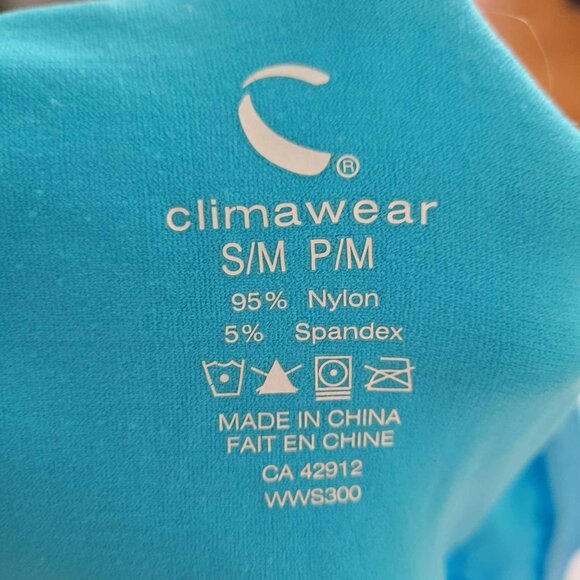 ®
climawear
S/M P/M
95% Nylon
5% Spandex
MADE IN CHINA
FAIT EN CHINE
CA 42912
WWS300